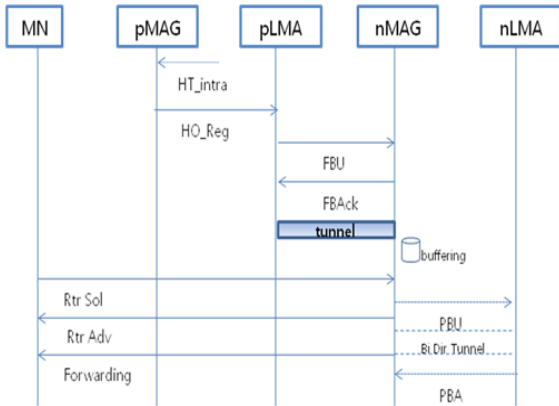 MN
pMAG
pLMA
nMAG
nLMA
HT_intra
HO_Reg
FBU
FBAck
tunnel
buffering
Rtr Sol
PBU
Rtr Adv
Bi Dir Tunnel
Forwarding
PBA